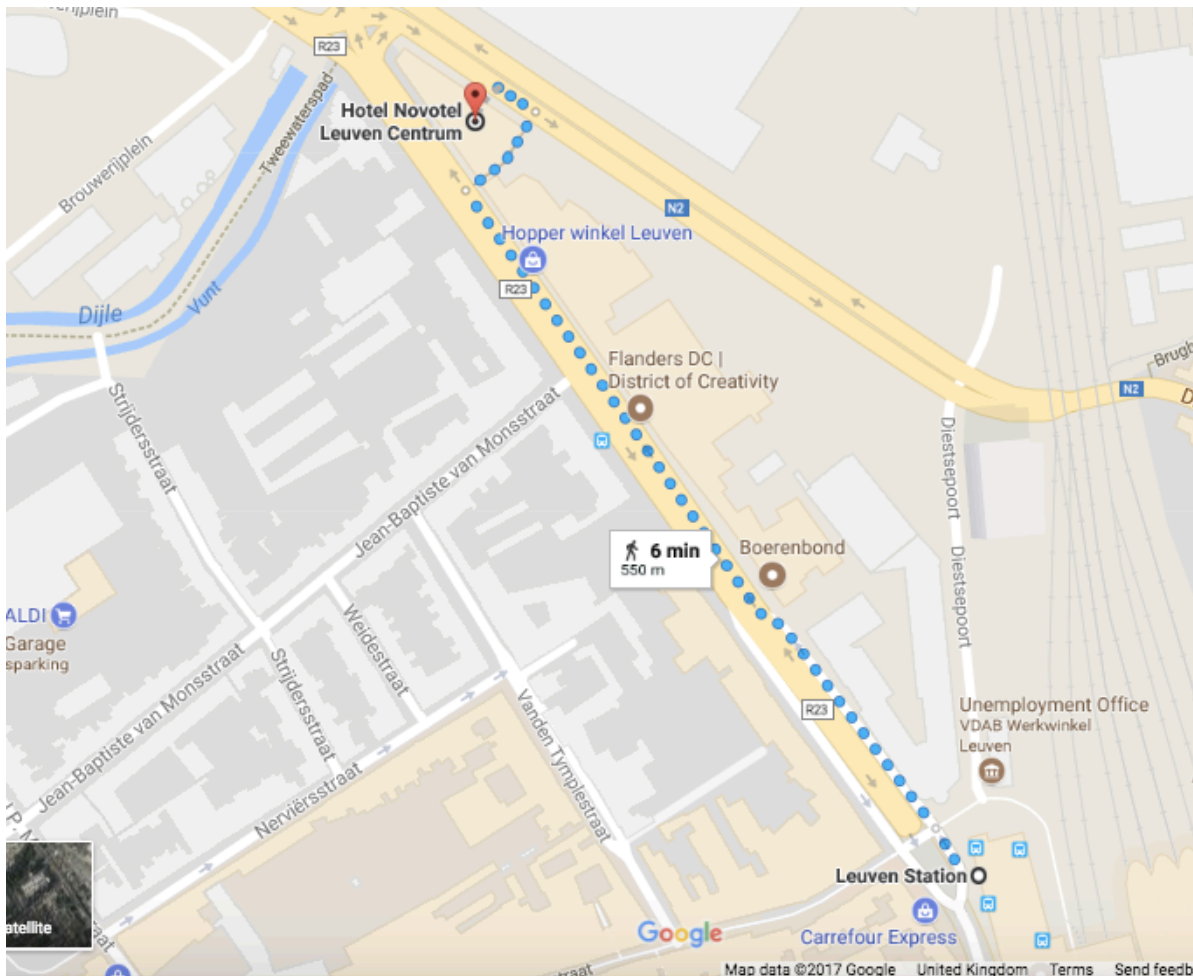 R23
Hotel Novotel
Leuven Centrum
Tweewaterspad
Brouwerijplein
N2
Hopper winkel Leuven
R23
Dijle
Vunt
Flanders DC |
District of Creativity
N2
Strijdersstraat
Jean-Baptiste van Monsstraat
Diestsepoort
6 min
550 m
Boerenbond
Diestsepoort
ALDI
Garage
sparking
Weidestraat
Strijdersstraat
Jean-Baptiste van Monsstraat
Vanden Tymplestraat
R23
Unemployment Office
VDAB Werkwinkel
Leuven
Nerviërsstraat
Leuven Station
atellite
Google
Carrefour Express
Map data ©2017 Google United Kingdom Terms Send feedb